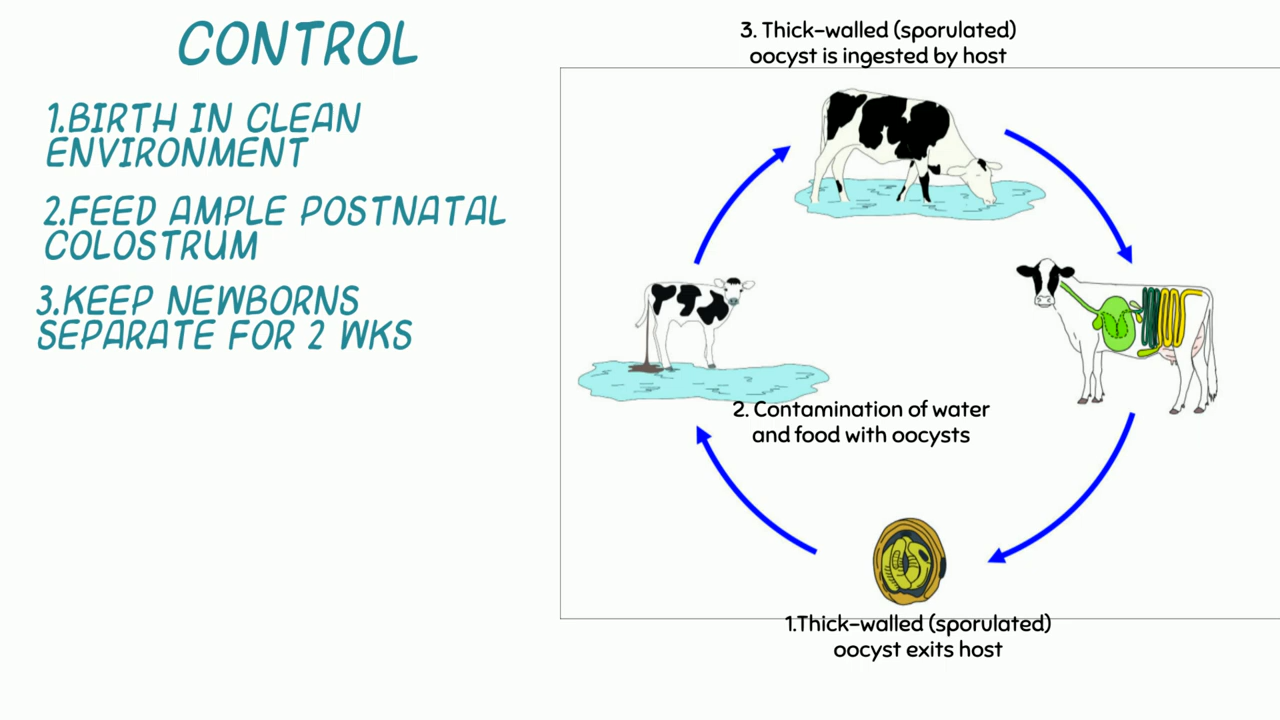 CONTROL
1.BIRTH IN CLEAN
ENVIRONMENT
2.FEED AMPLE POSTNATAL
COLOSTRUM
3.KEEP NEWBORNS
SEPARATE FOR 2 WKS
3. Thick-walled (sporulated)
oocyst is ingested by host
2. Contamination of water
and food with oocysts
1.Thick-walled (sporulated)
oocyst exits host